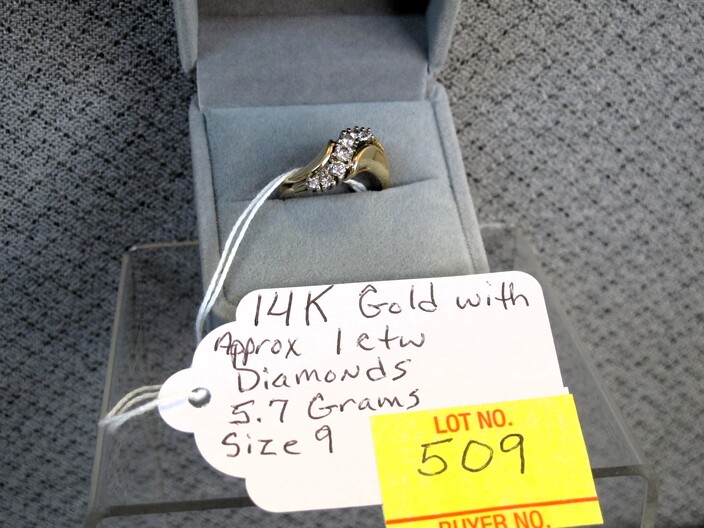 14K Gold with
Approx 1 ctw
Diamonds
5.7 Grams
Size 9
LOT NO.
509
BUYER NO.